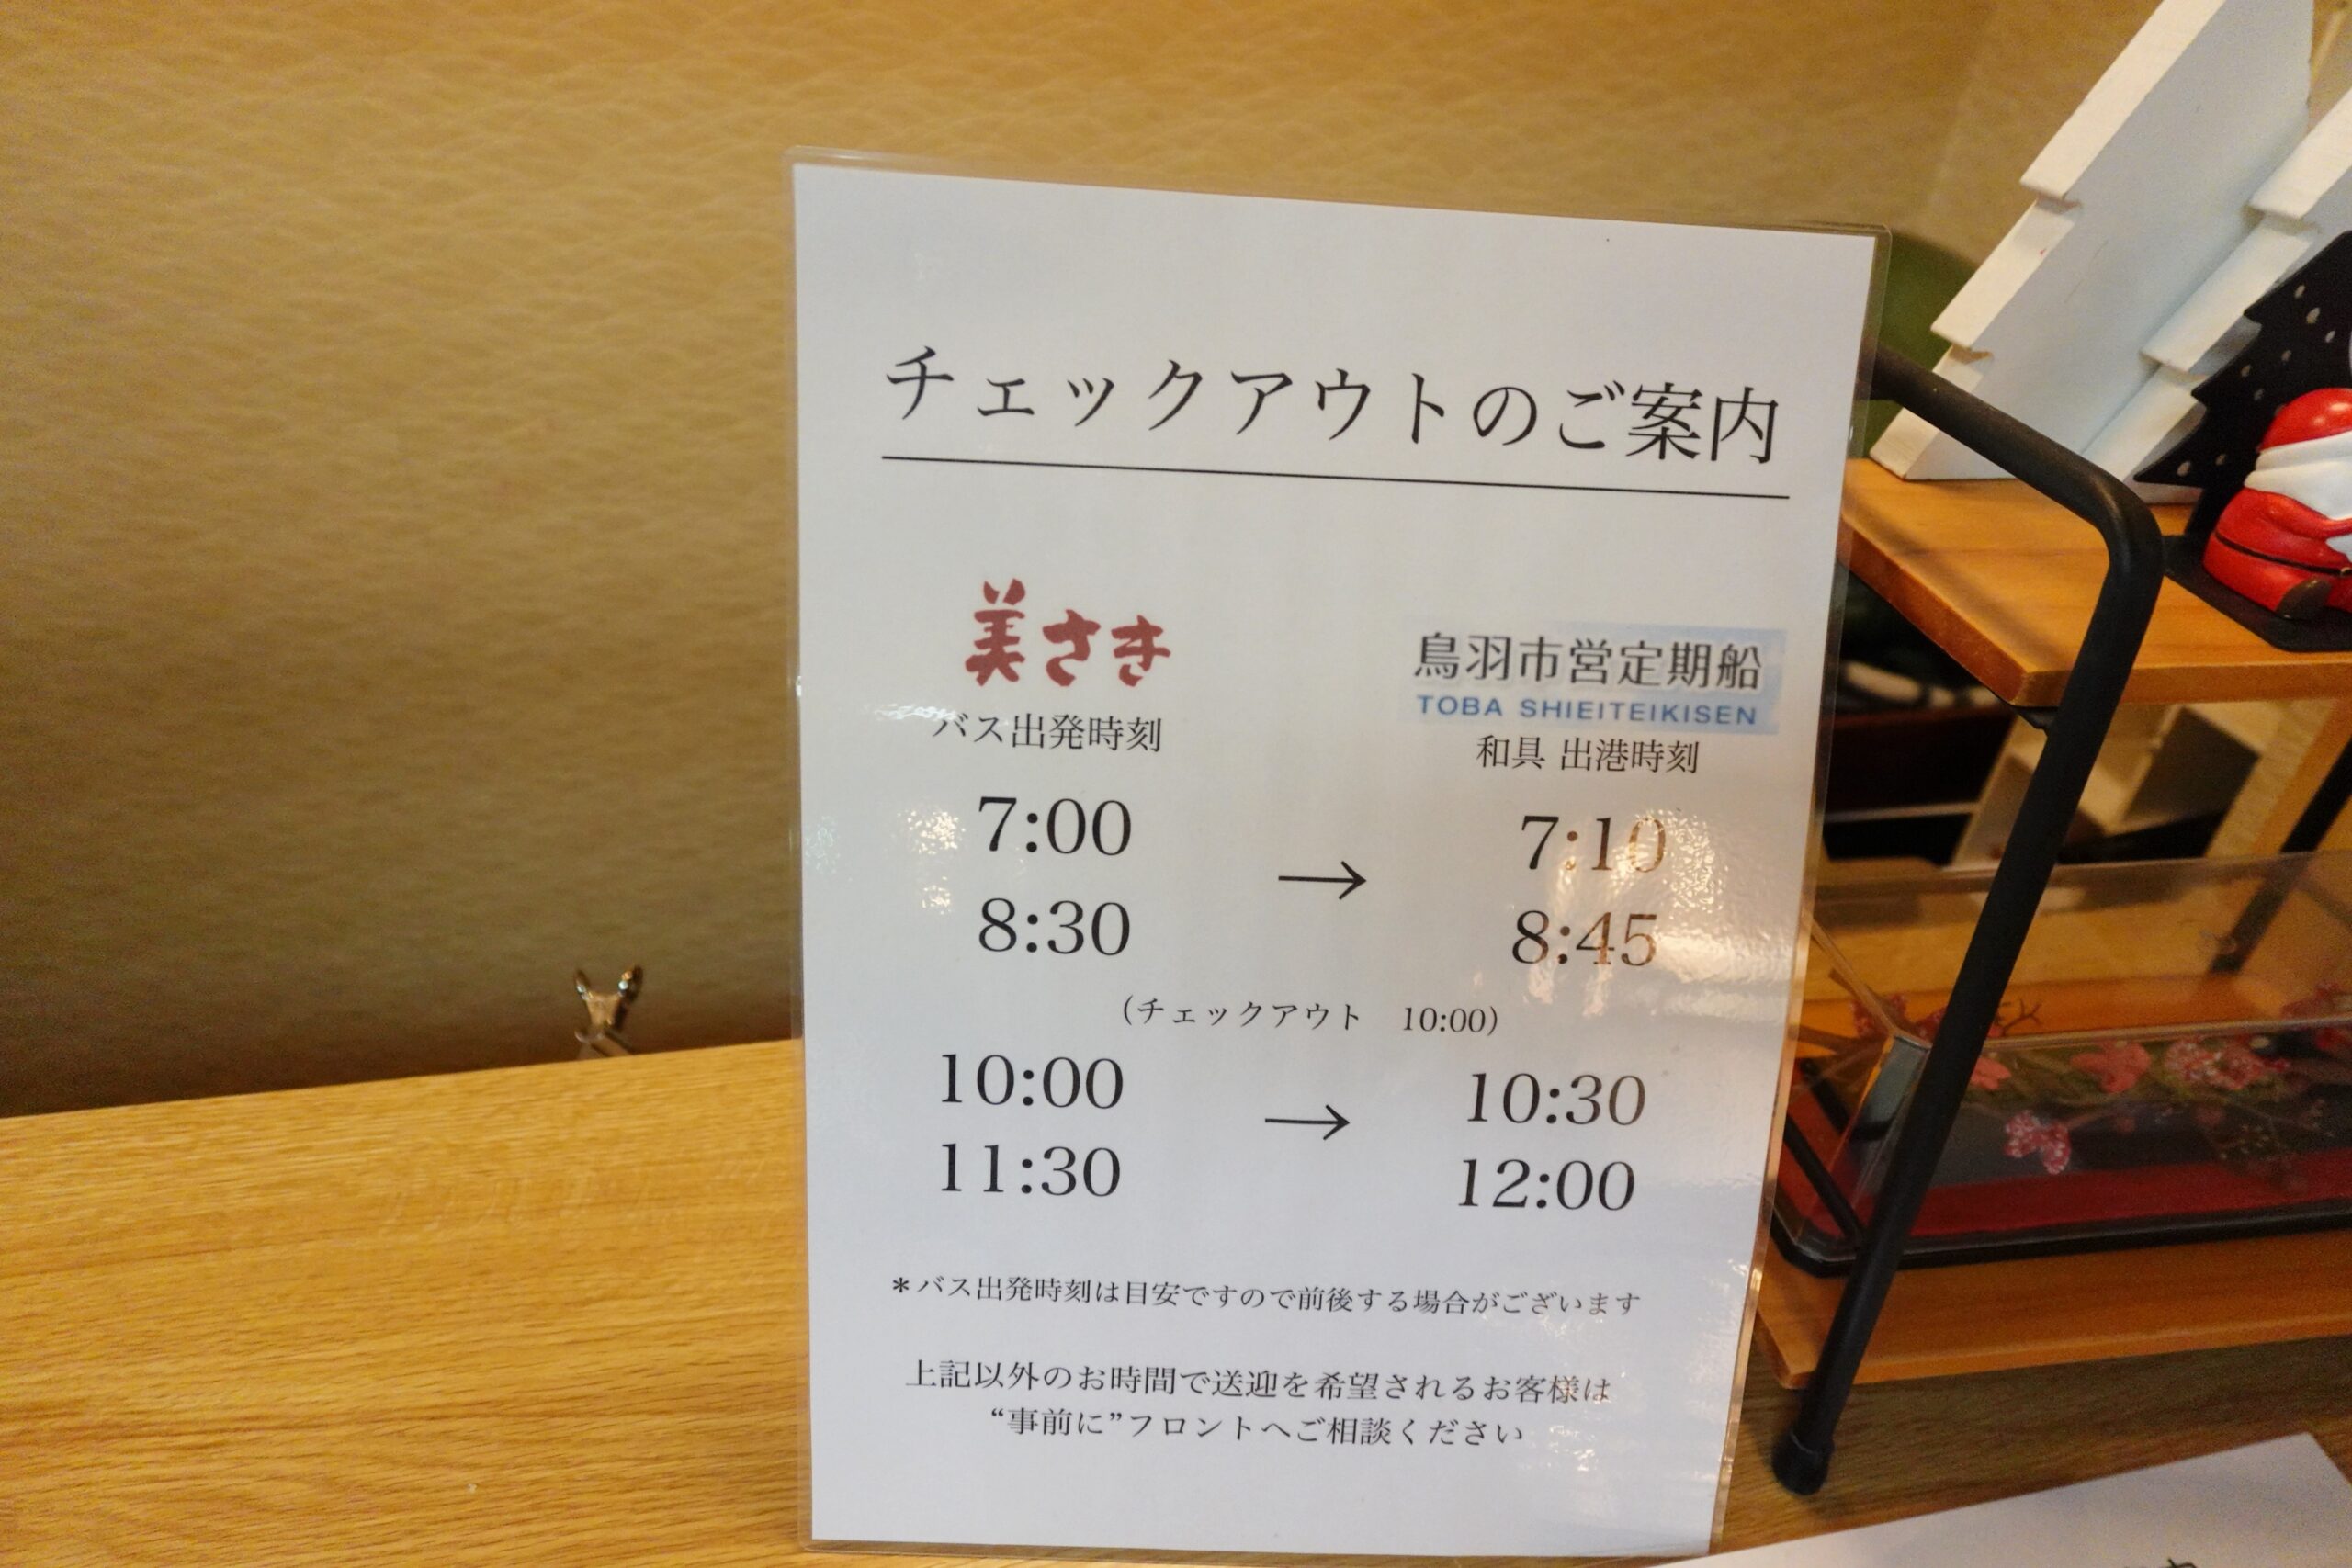 チェックアウトのご案内
美さき
バス出発時刻
鳥羽市営定期船
TOBA SHIEITEIKISEN
和具 出港時刻
7:00 → 7:10
8:30 8:45
(チェックアウト 10:00)
10:00 → 10:30
11:30 12:00
*バス出発時刻は目安ですので前後する場合がございます
上記以外のお時間で送迎を希望されるお客様は
“事前に”フロントへご相談ください